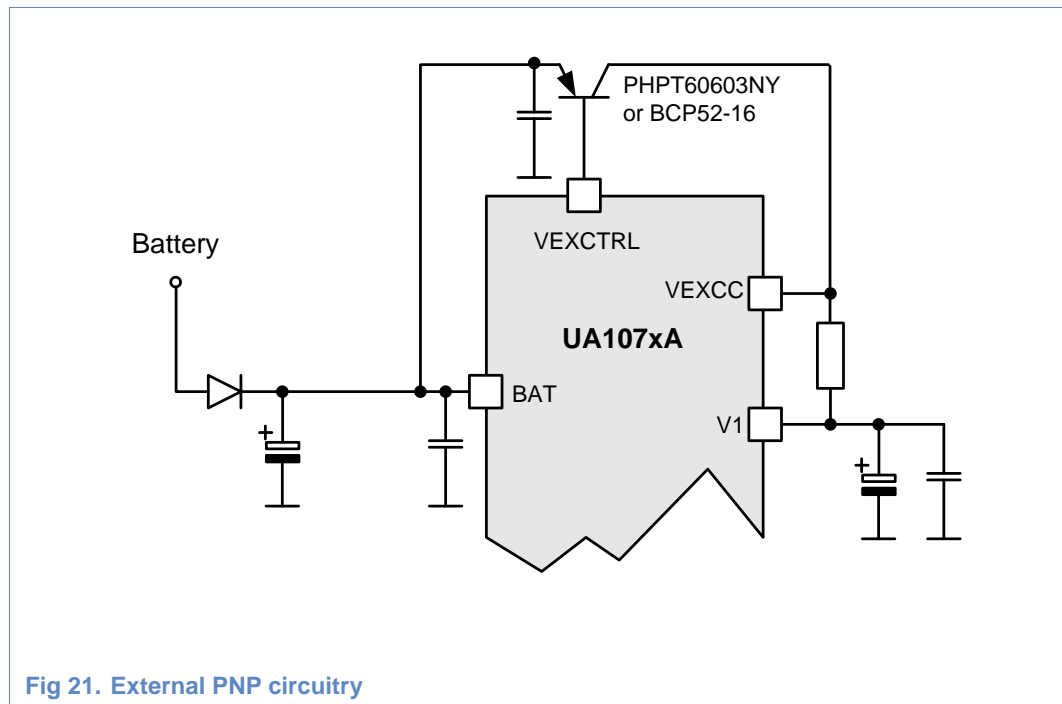 PHPT60603NY
or BCP52-16
VEXCTRL
Battery
VEXCC
UA107xA
BAT
V1
+
+
Fig 21. External PNP circuitry